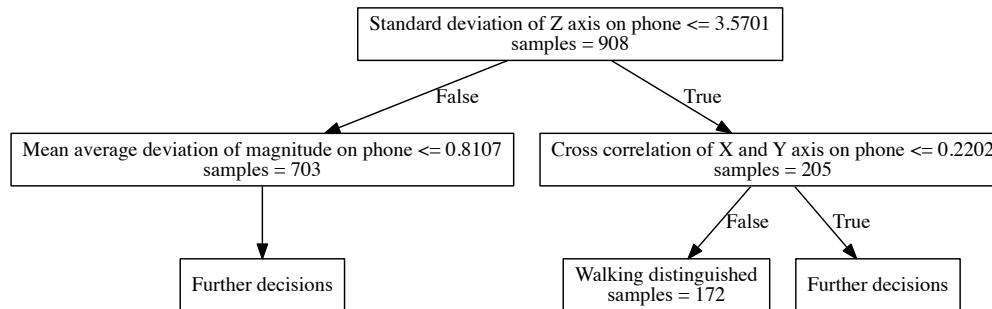 Standard deviation of Z axis on phone <= 3.5701
samples = 908
False
True
Mean average deviation of magnitude on phone <= 0.8107
samples = 703
Cross correlation of X and Y axis on phone <= 0.2202
samples = 205
False
True
Further decisions
Walking distinguished
samples = 172
Further decisions